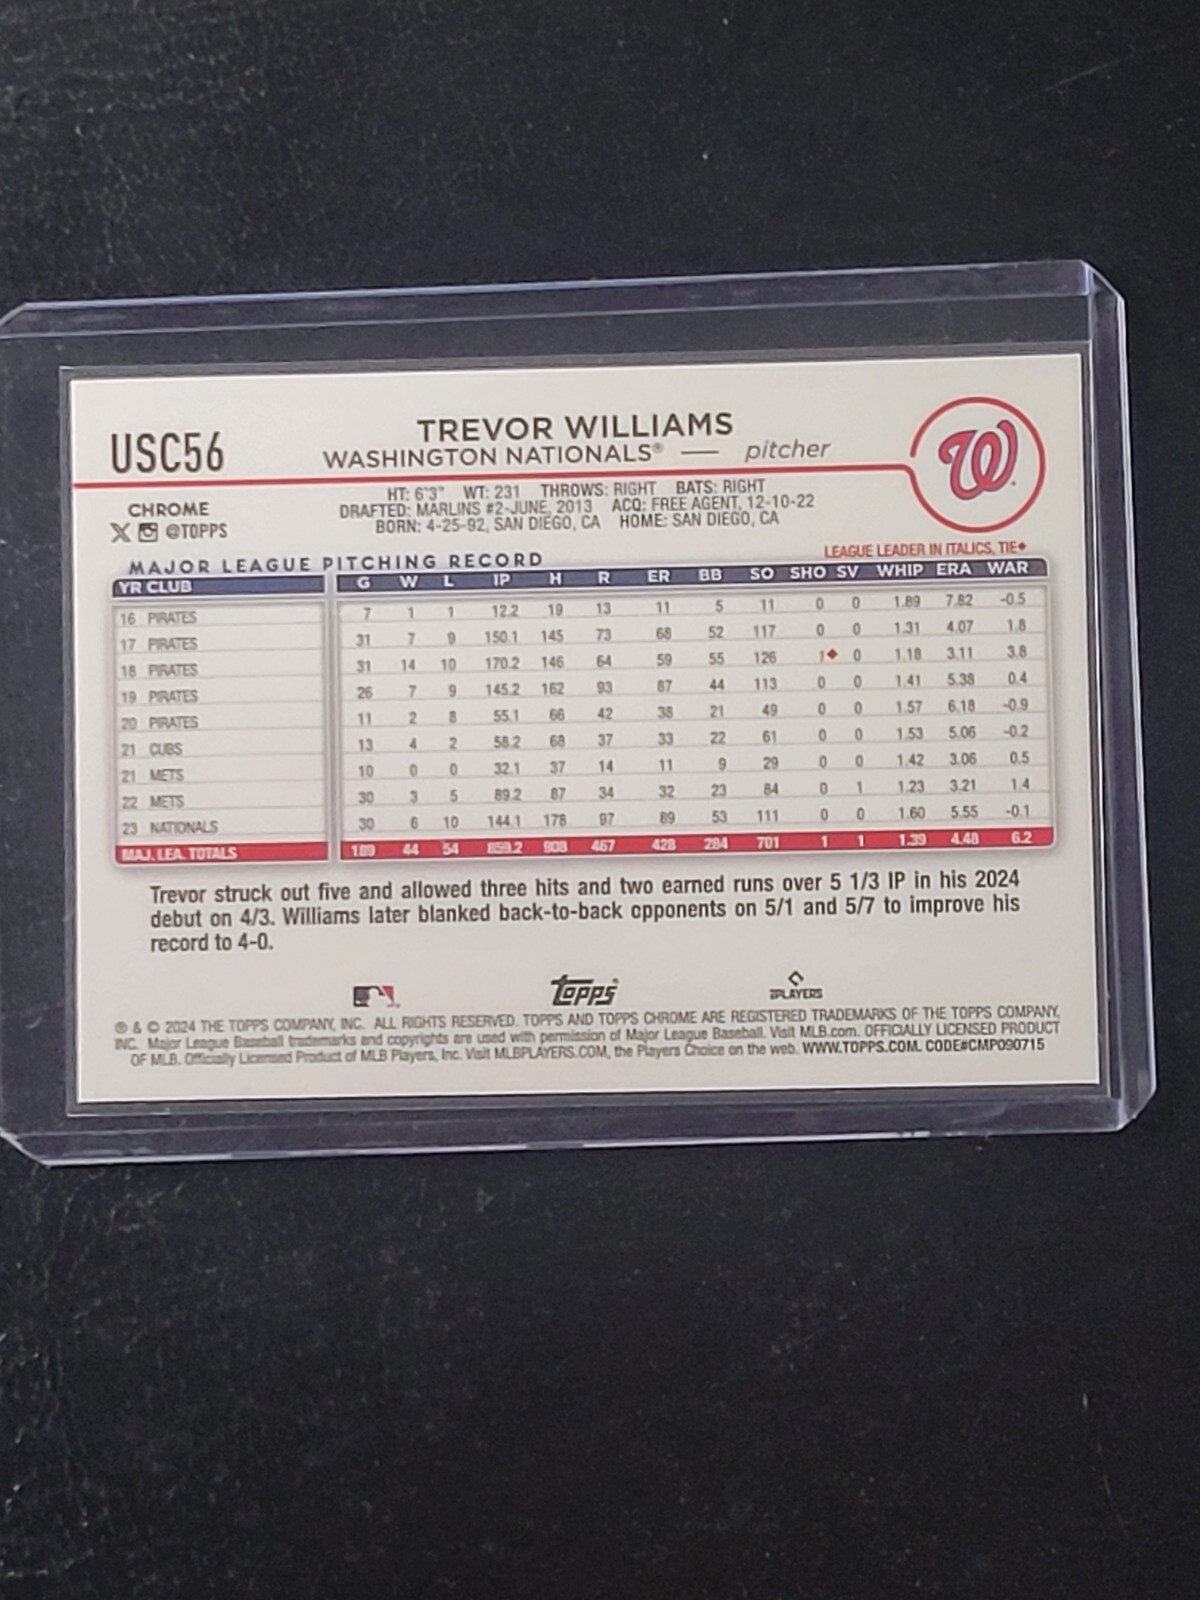 USC56
TREVOR WILLIAMS
WASHINGTON NATIONALS® — pitcher
W
CHROME
@TOPPS
HT: 6'3" WT: 231 THROWS: RIGHT BATS: RIGHT
DRAFTED: MARLINS #2-JUNE, 2013 ACQ: FREE AGENT, 12-10-22
BORN: 4-25-92, SAN DIEGO, CA HOME: SAN DIEGO, CA
MAJOR LEAGUE PITCHING RECORD
LEAGUE LEADER IN ITALICS, TIE♦
YR CLUB G W L IP H R ER BB SO SHO SV WHIP ERA WAR
16 PIRATES 7 1 1 12.2 19 13 11 5 11 0 0 1.89 7.82 -0.5
17 PIRATES 31 7 9 150.1 145 73 68 52 117 0 0 1.31 4.07 1.8
18 PIRATES 31 14 10 170.2 146 64 59 55 126 1♦ 0 1.18 3.11 3.8
19 PIRATES 26 7 9 145.2 162 93 87 44 113 0 0 1.41 5.38 0.4
20 PIRATES 11 2 8 55.1 66 42 38 21 49 0 0 1.57 6.18 -0.9
21 CUBS 13 4 2 58.2 68 37 33 22 61 0 0 1.53 5.06 -0.2
21 METS 10 0 0 32.1 37 14 11 9 29 0 0 1.42 3.06 0.5
22 METS 30 3 5 89.2 87 34 32 23 84 0 1 1.23 3.21 1.4
23 NATIONALS 30 6 10 144.1 178 97 89 53 111 0 0 1.60 5.55 -0.1
MAJ. LEA. TOTALS 189 44 54 859.2 908 467 428 284 701 1 1 1.39 4.48 6.2
Trevor struck out five and allowed three hits and two earned runs over 5 1/3 IP in his 2024
debut on 4/3. Williams later blanked back-to-back opponents on 5/1 and 5/7 to improve his
record to 4-0.
topps® PLAYERS
® & © 2024 THE TOPPS COMPANY, INC. ALL RIGHTS RESERVED. TOPPS AND TOPPS CHROME ARE REGISTERED TRADEMARKS OF THE TOPPS COMPANY,
INC. Major League Baseball trademarks and copyrights are used with permission of Major League Baseball. Visit MLB.com. OFFICIALLY LICENSED PRODUCT
OF MLB. Officially Licensed Product of MLB Players, Inc. Visit MLBPLAYERS.COM, the Players Choice on the web. WWW.TOPPS.COM. CODE#CMP090715